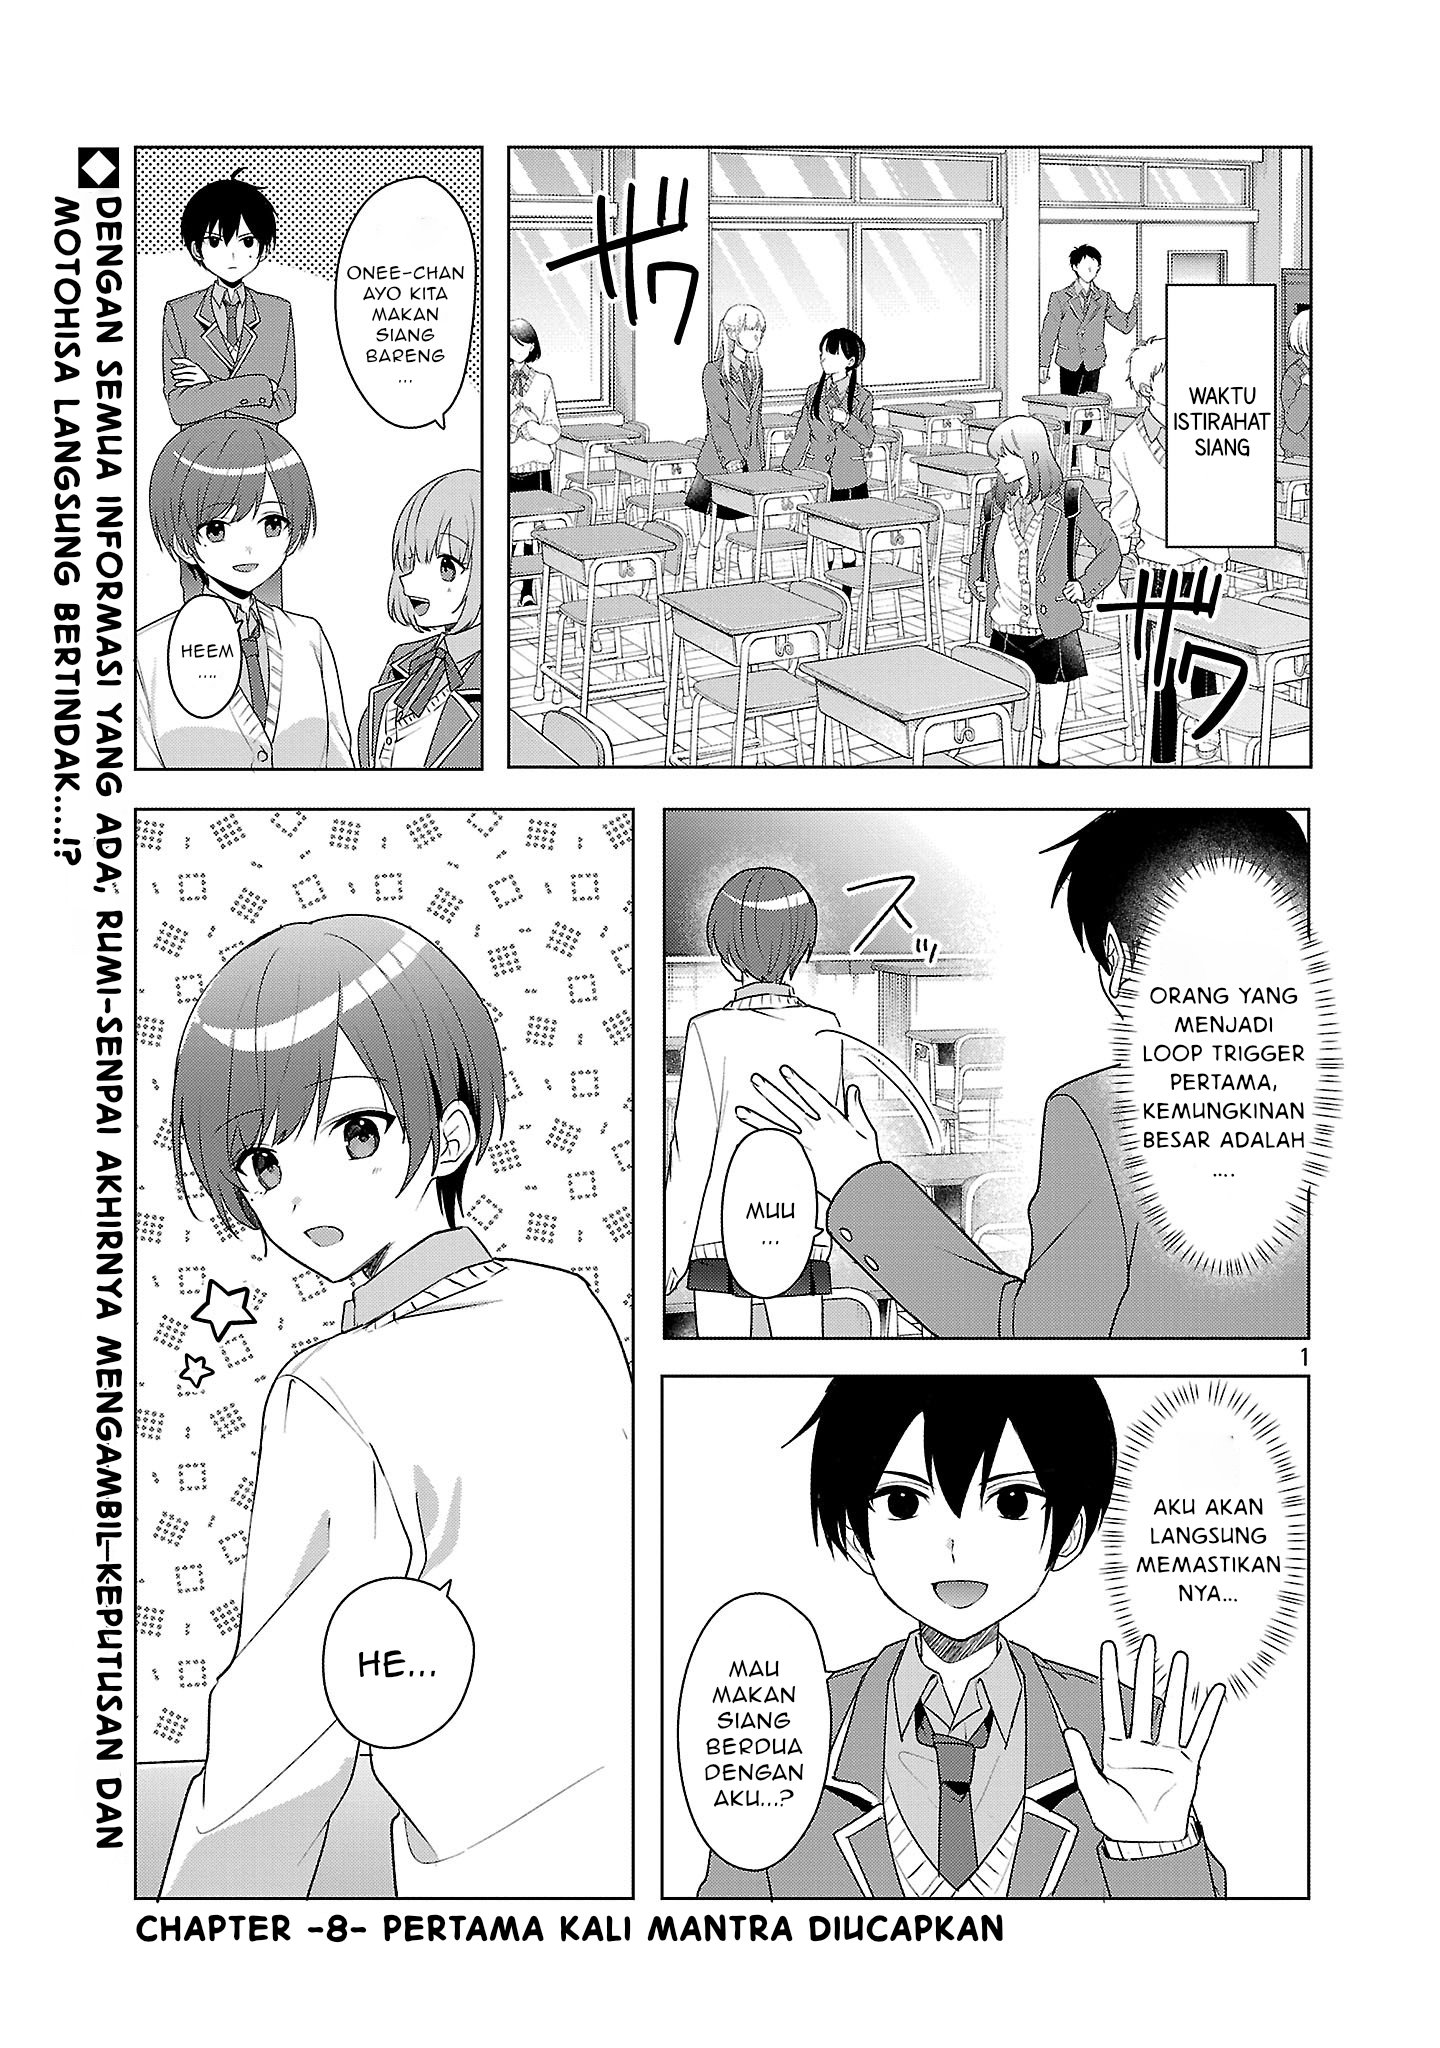 ザワ
WAKTU
ISTIRAHAT
SIANG
ザワ
ONEE-CHAN
AYO KITA
MAKAN
SIANG
BARENG
...
HEEM
....
ORANG YANG
MENJADI
LOOP TRIGGER
PERTAMA,
KEMUNGKINAN
BESAR ADALAH
....
スッ
MUU
...
1
AKU AKAN
LANGSUNG
MEMASTIKAN
NYA...
MAU
MAKAN
SIANG
BERDUA
DENGAN
AKU...?
HE...
DENGAN SEMUA INFORMASI YANG ADA, RUMI-SENPAI AKHIRNYA MENGAMBIL KEPUTUSAN DAN
MOTOHISA LANGSUNG BERTINDAK....!?
CHAPTER -8- PERTAMA KALI MANTRA DIUCAPKAN